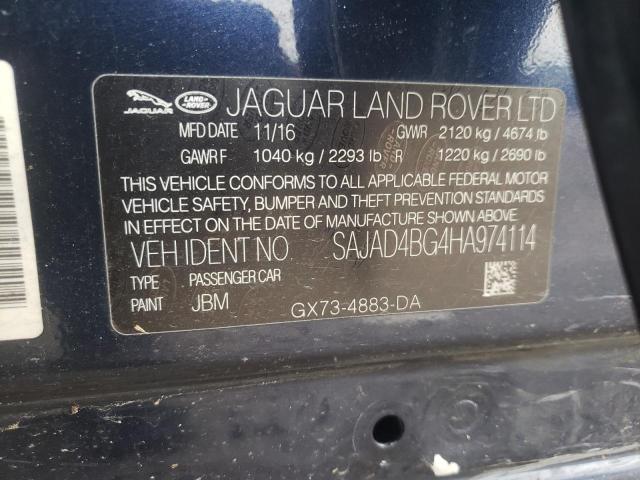 JAGUAR LAND ROVER JAGUAR LAND ROVER LTD
MFD DATE 11/16 GVWR 2120 kg / 4674 lb
GAWR F 1040 kg / 2293 lb R 1220 kg / 2690 lb
THIS VEHICLE CONFORMS TO ALL APPLICABLE FEDERAL MOTOR
VEHICLE SAFETY, BUMPER AND THEFT PREVENTION STANDARDS
IN EFFECT ON THE DATE OF MANUFACTURE SHOWN ABOVE
VEH IDENT NO. SAJAD4BG4HA974114
TYPE PASSENGER CAR
PAINT JBM GX73-4883-DA